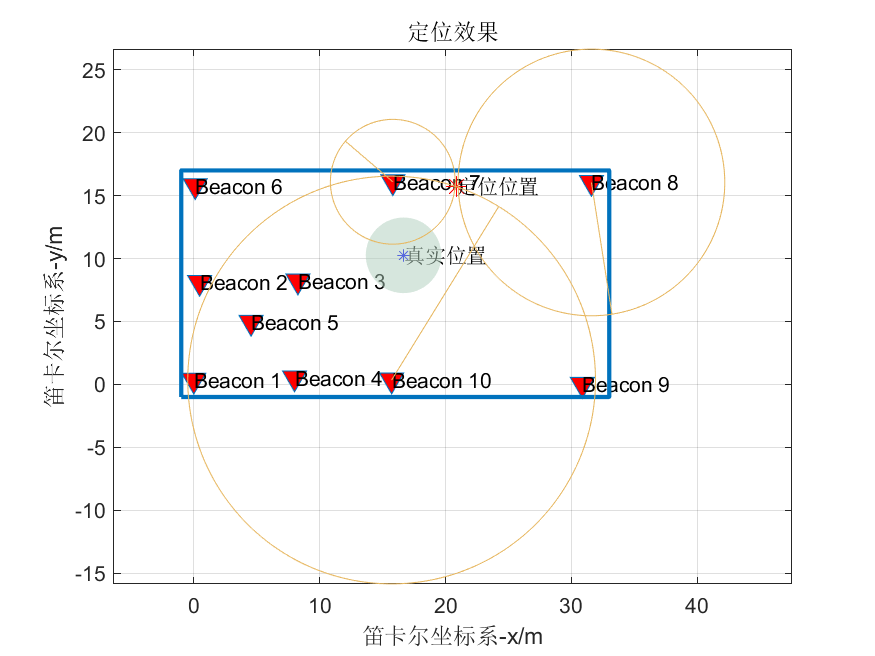 定位效果
25
20
15
10
5
0
-5
-10
-15
笛卡尔坐标系-y/m
Beacon 6
Beacon 7
定位位置
Beacon 8
真实位置
Beacon 2
Beacon 3
Beacon 5
Beacon 1
Beacon 4
Beacon 10
Beacon 9
0
10
20
30
40
笛卡尔坐标系-x/m